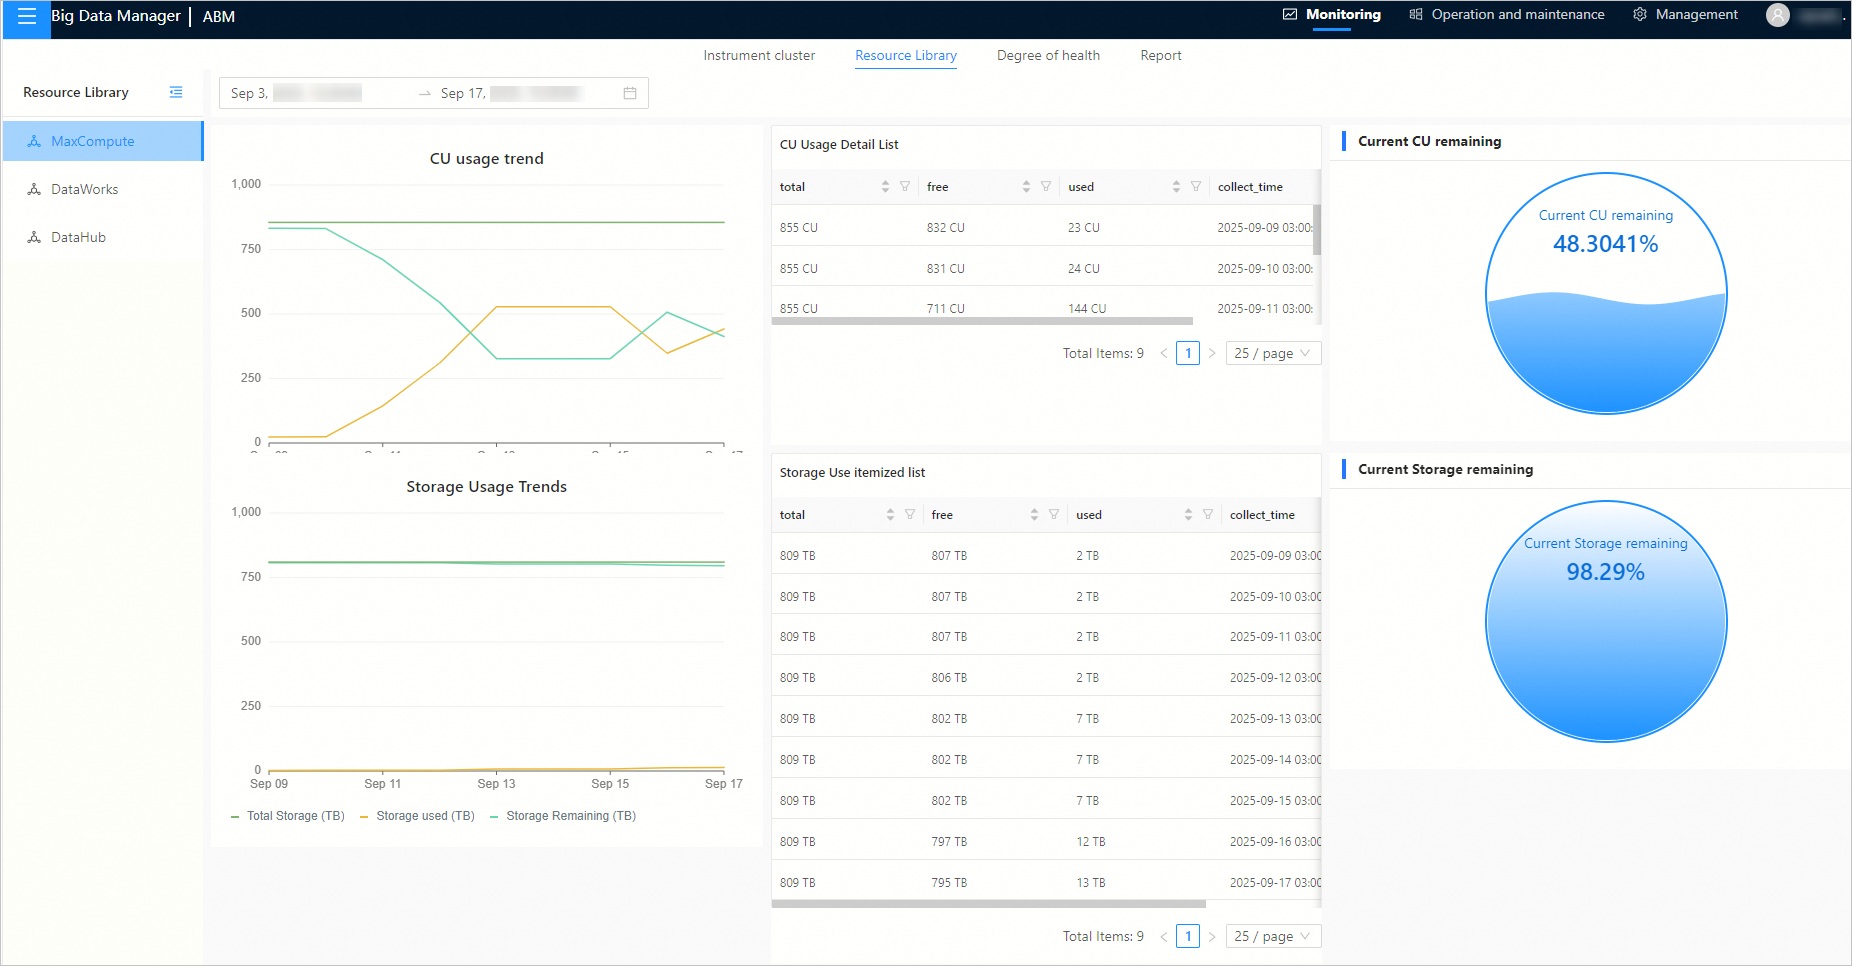 Big Data Manager | ABM
Monitoring
Operation and maintenance
Management
Instrument cluster
Resource Library
Degree of health
Report
Resource Library
MaxCompute
DataWorks
DataHub
Sep 3,
Sep 17,
CU usage trend
1,000
750
500
250
0
Storage Usage Trends
1,000
750
500
250
0
Sep 09 Sep 11 Sep 13 Sep 15 Sep 17
Total Storage (TB) Storage used (TB) Storage Remaining (TB)
CU Usage Detail List
total free used collect_time
855 CU 832 CU 23 CU 2025-09-09 03:00:
855 CU 831 CU 24 CU 2025-09-10 03:00:
855 CU 711 CU 144 CU 2025-09-11 03:00:
Total Items: 9 < 1 > 25 / page
Storage Use itemized list
total free used collect_time
809 TB 807 TB 2 TB 2025-09-09 03:00
809 TB 807 TB 2 TB 2025-09-10 03:00
809 TB 807 TB 2 TB 2025-09-11 03:00
809 TB 806 TB 2 TB 2025-09-12 03:00
809 TB 802 TB 7 TB 2025-09-13 03:00
809 TB 802 TB 7 TB 2025-09-14 03:00
809 TB 802 TB 7 TB 2025-09-15 03:00
809 TB 797 TB 12 TB 2025-09-16 03:00
809 TB 795 TB 13 TB 2025-09-17 03:00
Total Items: 9 < 1 > 25 / page
Current CU remaining
Current CU remaining
48.3041%
Current Storage remaining
Current Storage remaining
98.29%